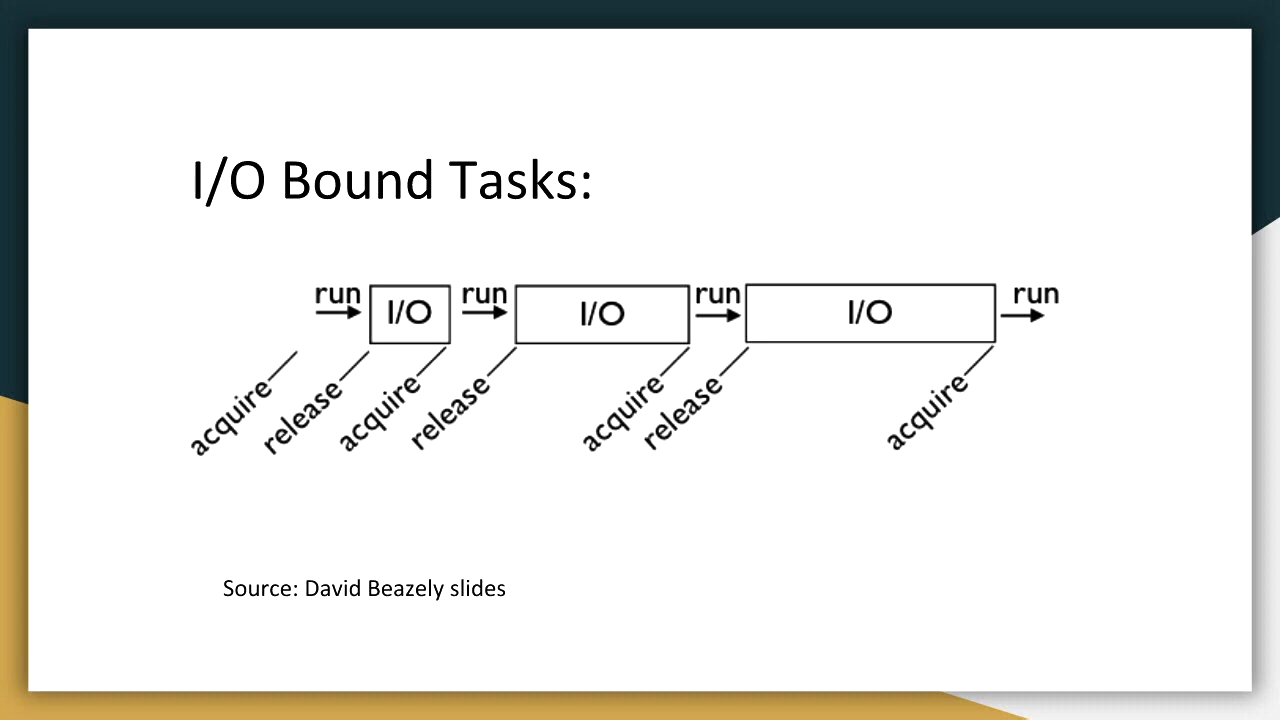 I/O Bound Tasks:
run I/O run I/O run I/O run
acquire release acquire release acquire release acquire
Source: David Beazely slides